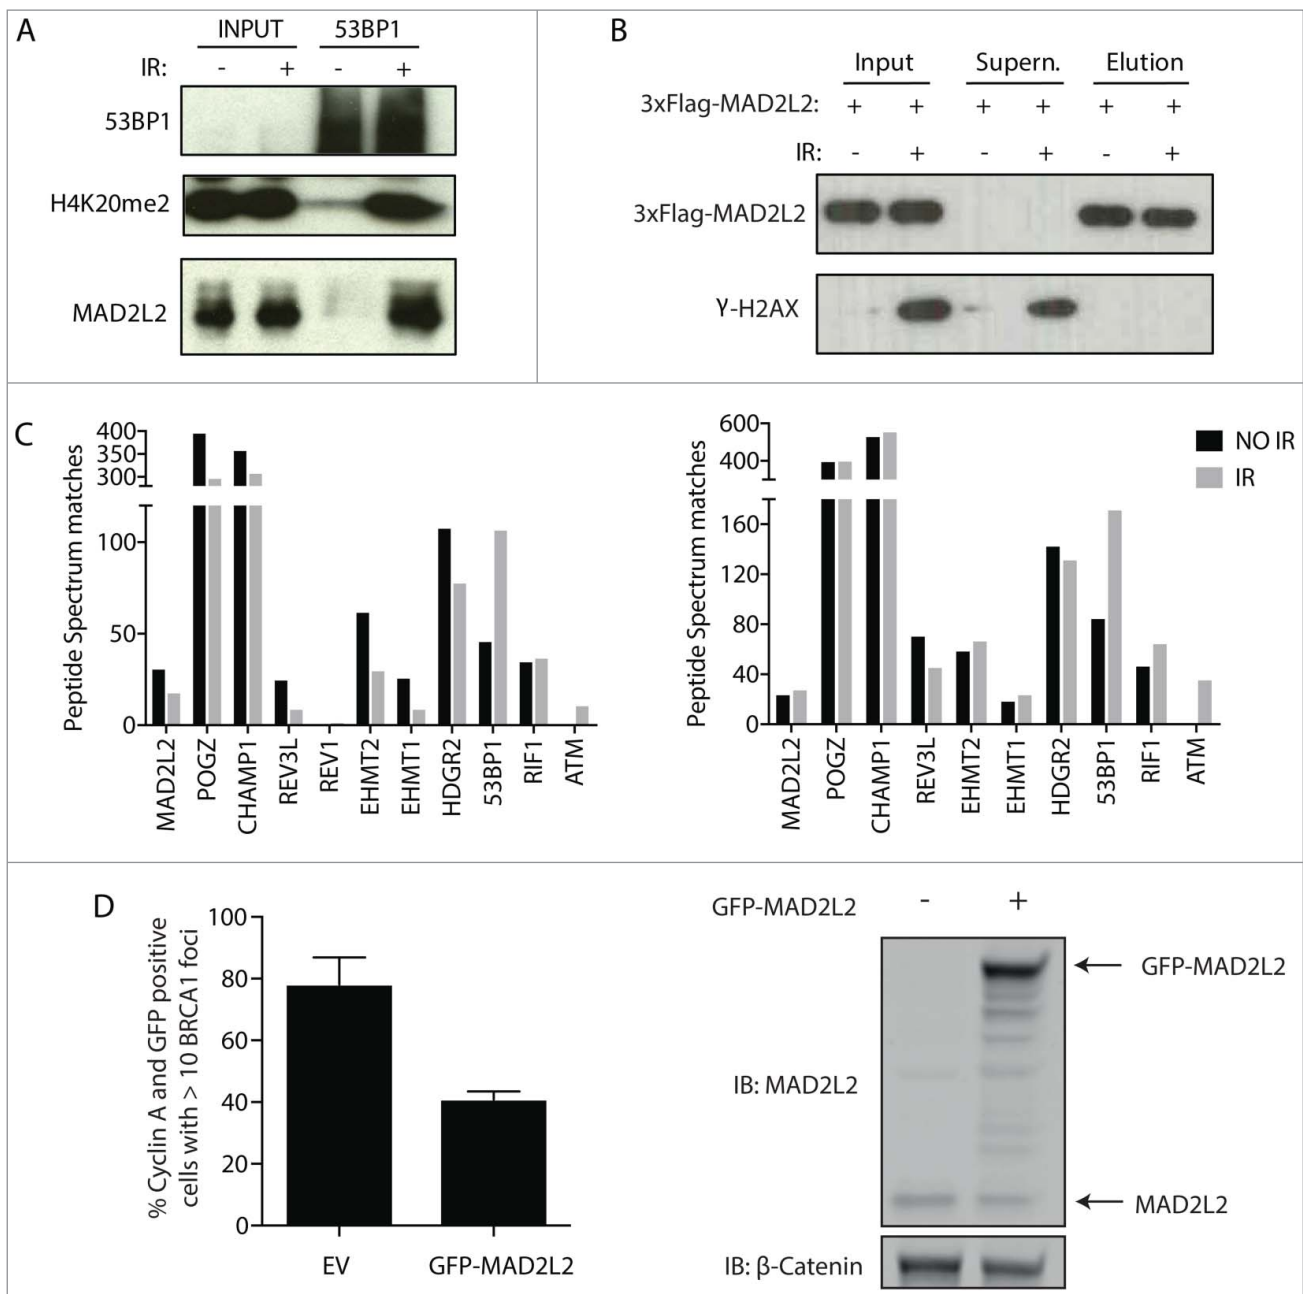 A
INPUT 53BP1
IR: - + - +
53BP1
H4K20me2
MAD2L2
B
Input Supern. Elution
3xFlag-MAD2L2: + + + + + +
IR: - + - + - +
3xFlag-MAD2L2
γ-H2AX
C
Peptide Spectrum matches
400
350
300
100
50
0
MAD2L2
POGZ
CHAMP1
REV3L
REV1
EHMT2
EHMT1
HDGR2
53BP1
RIF1
ATM
Peptide Spectrum matches
600
400
160
120
80
40
0
MAD2L2
POGZ
CHAMP1
REV3L
EHMT2
EHMT1
HDGR2
53BP1
RIF1
ATM
NO IR
IR
D
% Cyclin A and GFP positive
cells with > 10 BRCA1 foci
100
80
60
40
20
0
EV GFP-MAD2L2
GFP-MAD2L2 - +
GFP-MAD2L2
IB: MAD2L2
MAD2L2
IB: β-Catenin